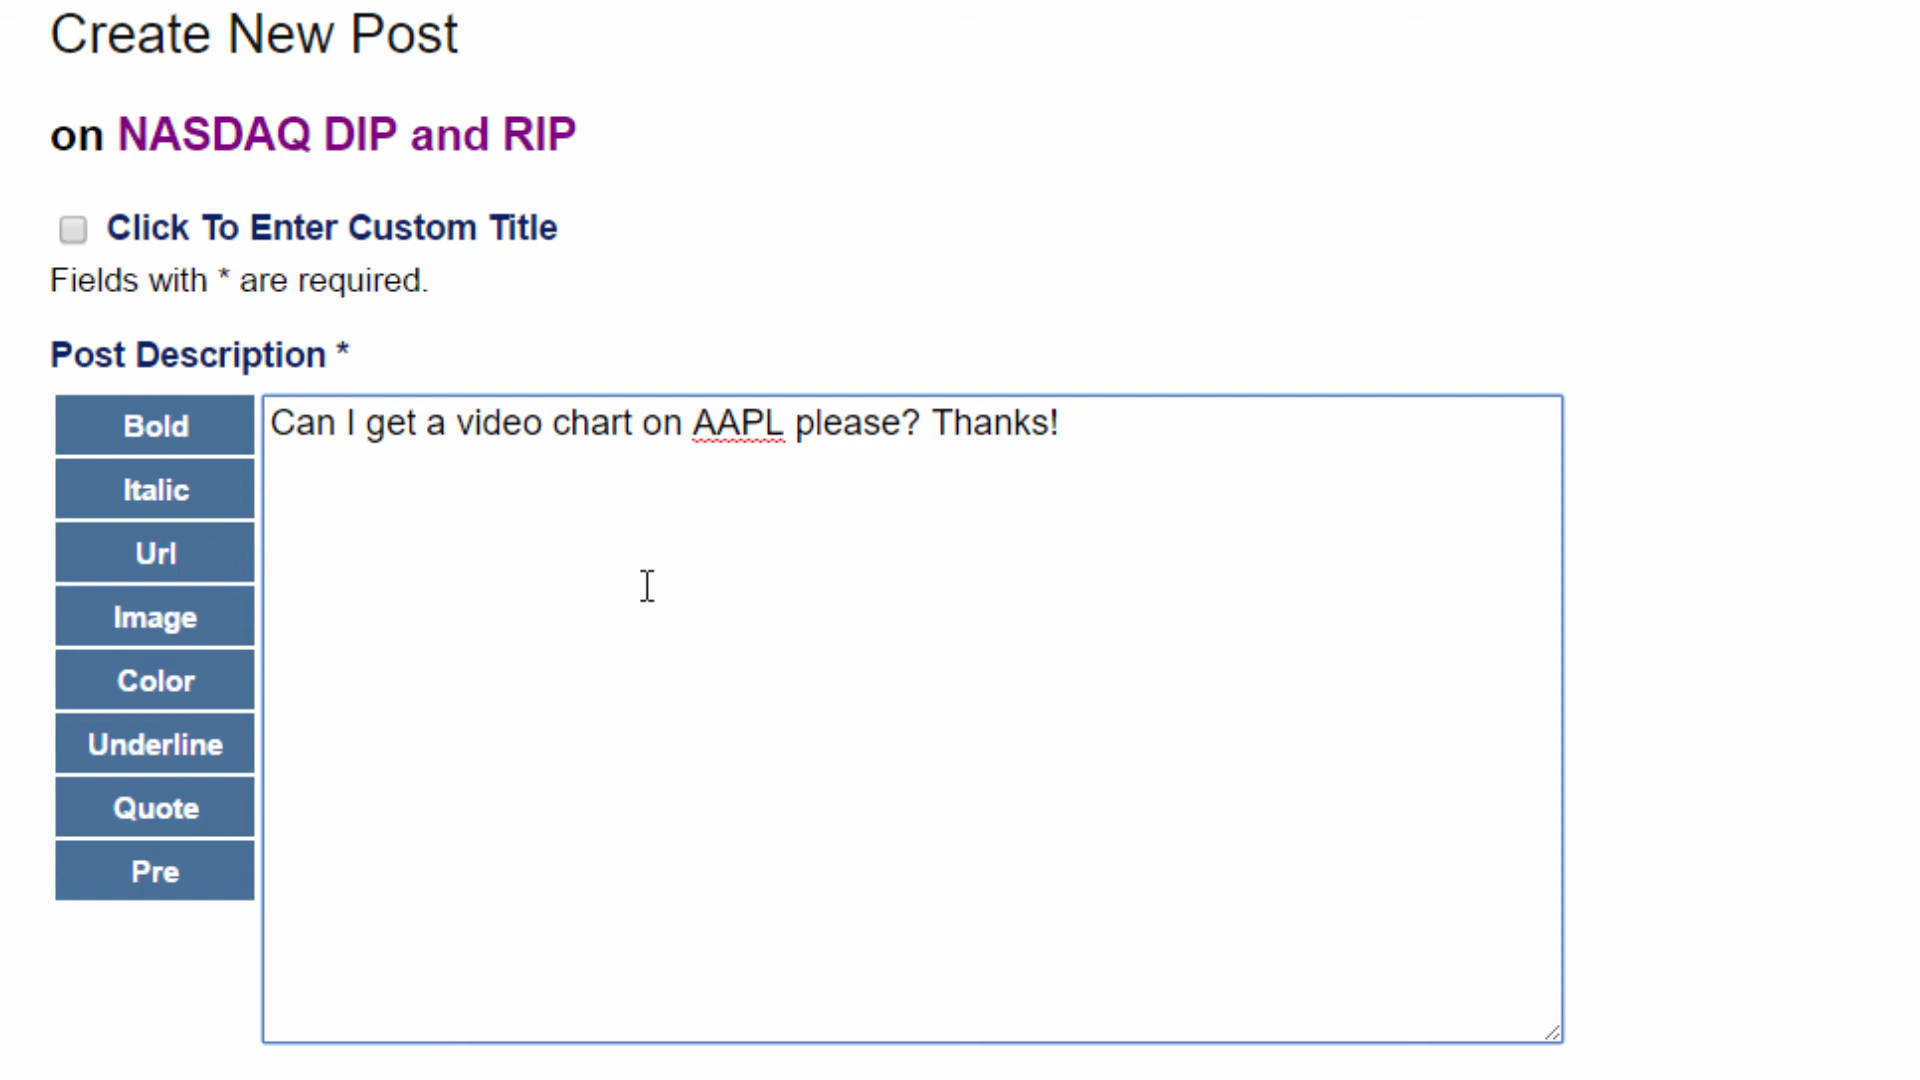 Create New Post
on NASDAQ DIP and RIP
Click To Enter Custom Title
Fields with * are required.
Post Description *
Bold
Can I get a video chart on AAPL please? Thanks!
Italic
Url
Image
Color
Underline
Quote
Pre